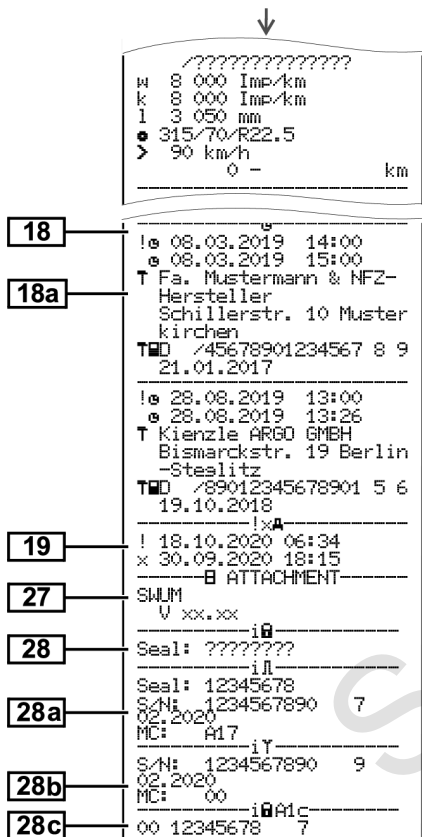 /??????????????
w 8 000 Imp/km
k 8 000 Imp/km
l 3 050 mm
● 315/70/R22.5
> 90 km/h
0 – km
18
!● 08.03.2019 14:00
● 08.03.2019 15:00
18a
T Fa. Mustermann & NFZ-
Hersteller
Schillerstr. 10 Muster
kirchen
T■D /45678901234567 8 9
21.01.2017
!● 28.08.2019 13:00
● 28.08.2019 13:26
T Kienzle ARGO GMBH
Bismarckstr. 19 Berlin
-Steglitz
T■D /89012345678901 5 6
19.10.2018
!x
19
! 18.10.2020 06:34
x 30.09.2020 18:15
ATTACHMENT
27
SWUM
V xx.xx
i
28
Seal: ????????
i
Seal: 12345678
28a
S/N: 1234567890 7
02.2020
MC: A17
iY
S/N: 1234567890 9
28b
02.2020
MC: 00
iA1c
28c
00 12345678 7
S